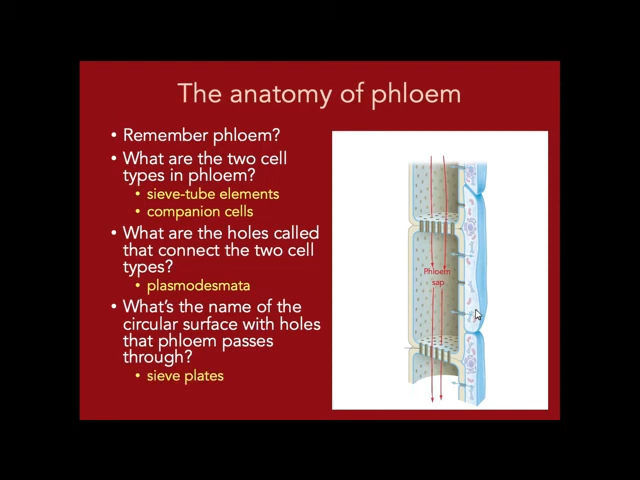 The anatomy of phloem
• Remember phloem?
• What are the two cell
types in phloem?
• sieve-tube elements
• companion cells
• What are the holes called
that connect the two cell
types?
• plasmodesmata
• What's the name of the
circular surface with holes
that phloem passes
through?
• sieve plates
Phloem
sap